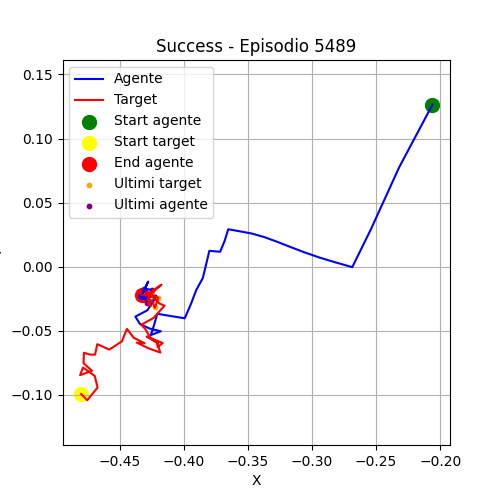 Success - Episodio 5489
0.15
0.10
0.05
0.00
−0.05
−0.10
Agente
Target
Start agente
Start target
End agente
Ultimi target
Ultimi agente
−0.45
−0.40
−0.35
−0.30
−0.25
−0.20
X